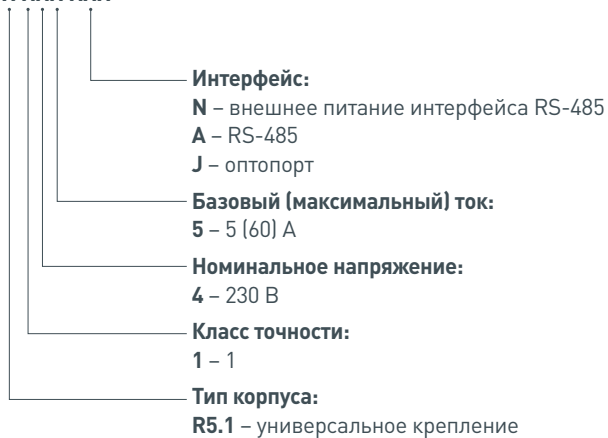 Интерфейс:
N – внешнее питание интерфейса RS-485
A – RS-485
J – оптопорт
Базовый (максимальный) ток:
5 – 5 (60) А
Номинальное напряжение:
4 – 230 В
Класс точности:
1 – 1
Тип корпуса:
R5.1 – универсальное крепление